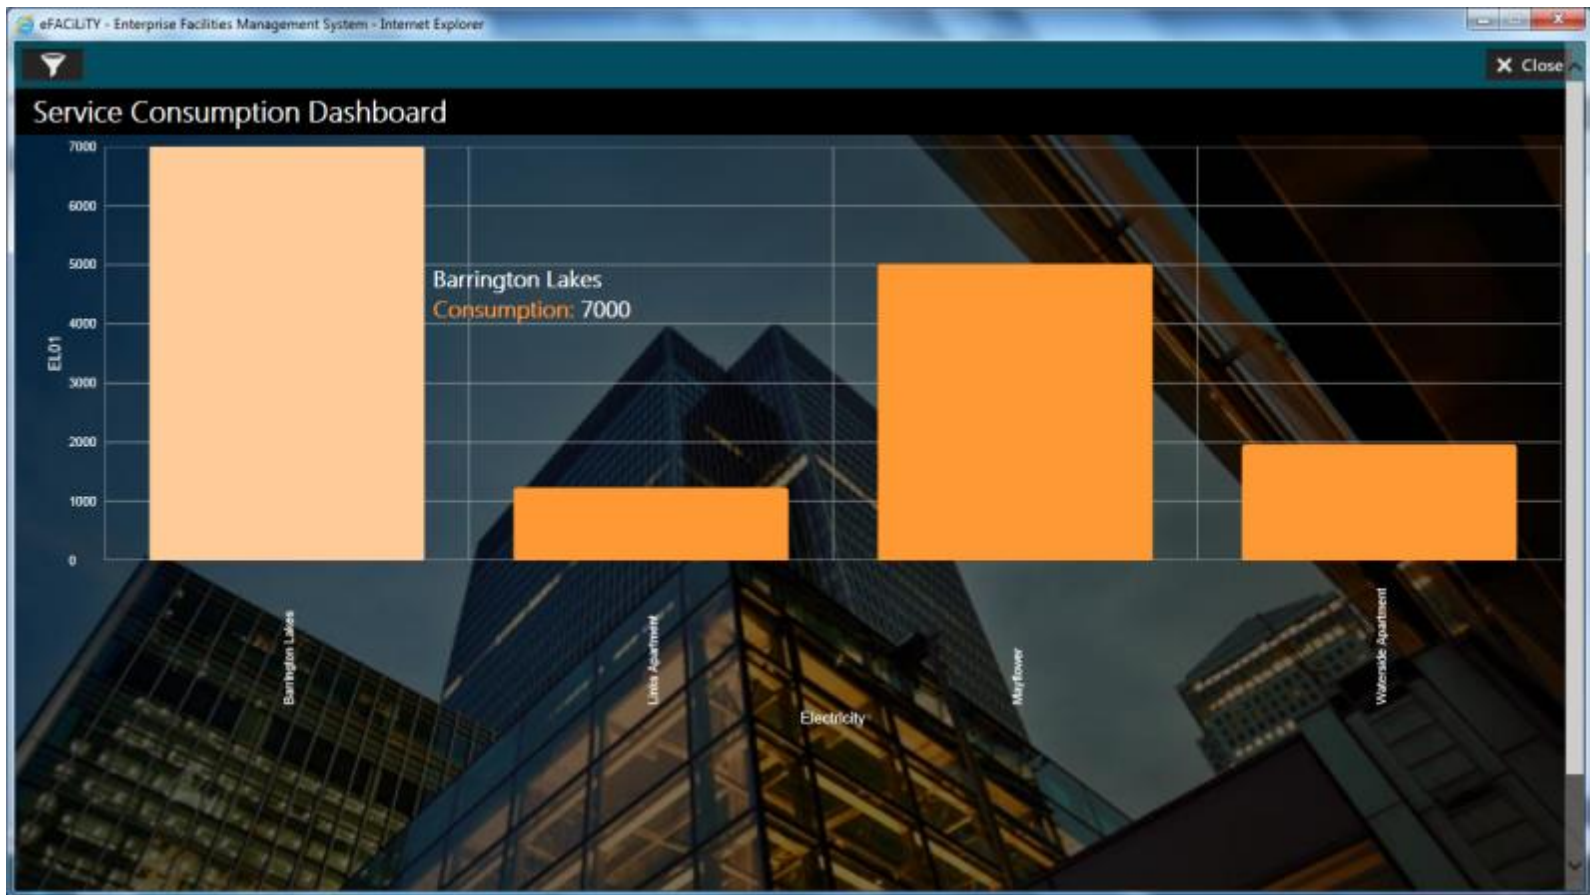 eFACiLiTY - Enterprise Facilities Management System - Internet Explorer
X Close
Service Consumption Dashboard
7000
6000
5000
4000
3000
2000
1000
0
EL01
Barrington Lakes
Consumption: 7000
Barrington Lakes
Links Apartment
Mayflower
Waterside Apartment
Electricity